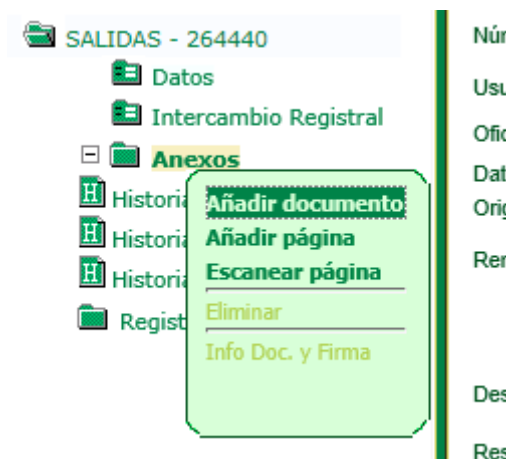 SALIDAS - 264440
Datos
Intercambio Registral
Anexos
Añadir documento
Añadir página
Escanear página
Eliminar
Info Doc. y Firma